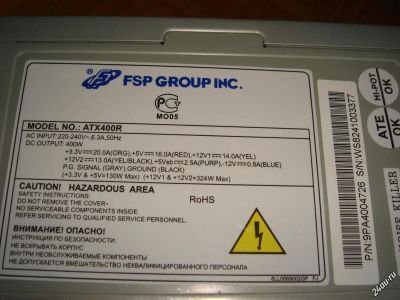 FSP GROUP INC.
MO05
MODEL NO.: ATX400R
AC INPUT: 220-240V~,6.3A,50Hz
DC OUTPUT: 400W
+3.3V=20.0A(ORG),+5V=16.0A(RED),+12V1=14.0A(YEL)
+12V2=13.0A(YEL/BLACK),+5Vsb=2.5A(PURP),-12V=0.8A(BLUE)
P.G. SIGNAL (GRAY),GROUND (BLACK)
(+3.3V & +5V=130W Max) (+12V1 & +12V2=324W Max)
CAUTION! HAZARDOUS AREA
SAFETY INSTRUCTIONS:
DO NOT REMOVE THE COVER-
NO SERVICEABLE COMPONENTS INSIDE
REFER TO QUALIFIED SERVICE PERSONNEL.
RoHS
ВНИМАНИЕ! ОПАСНО!
ИНСТРУКЦИЯ ПО БЕЗОПАСНОСТИ
НЕ ВСКРЫВАТЬ КОЖУХ
ВНУТРИ НЕОБСЛУЖИВАЕМЫЕ КОМПОНЕНТЫ
НЕ ДОПУСКАЕТСЯ ВМЕШАТЕЛЬСТВО НЕКВАЛИФИЦИРОВАННОГО ПЕРСОНАЛА
P/N:9PA4004726 S/N:WS8241003377
ATE OK
HI-POT OK
NOISE KILLER
24au.ru